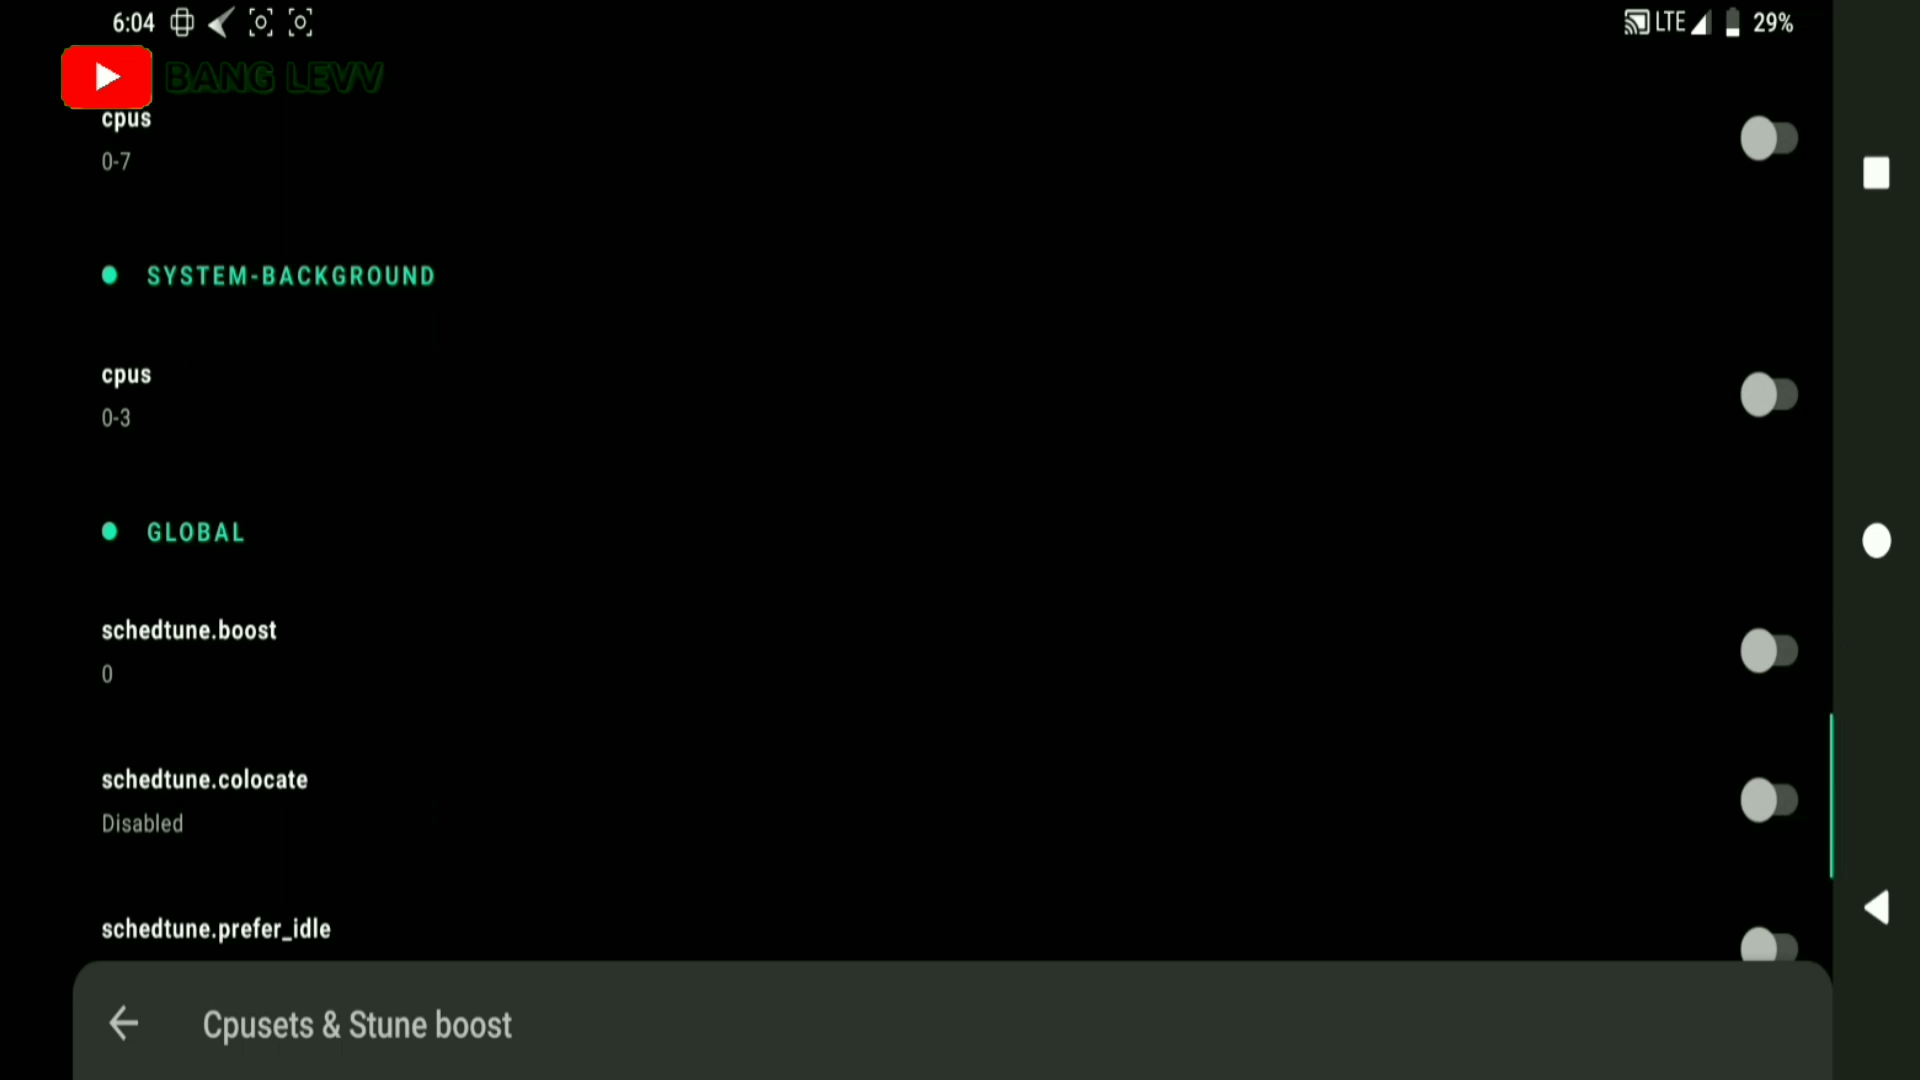 6:04
LTE 29%
BANG LEVV
cpus
0-7
SYSTEM-BACKGROUND
cpus
0-3
GLOBAL
schedtune.boost
0
schedtune.colocate
Disabled
schedtune.prefer_idle
Cpusets & Stune boost